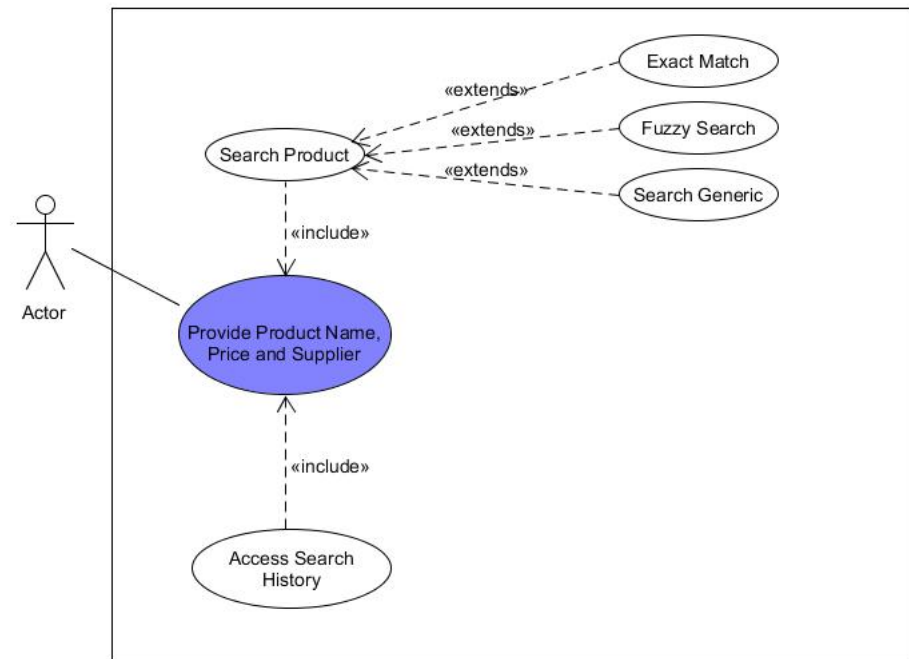 Exact Match
«extends»
Fuzzy Search
«extends»
Search Product
«extends»
Search Generic
«include»
Actor
Provide Product Name,
Price and Supplier
«include»
Access Search
History